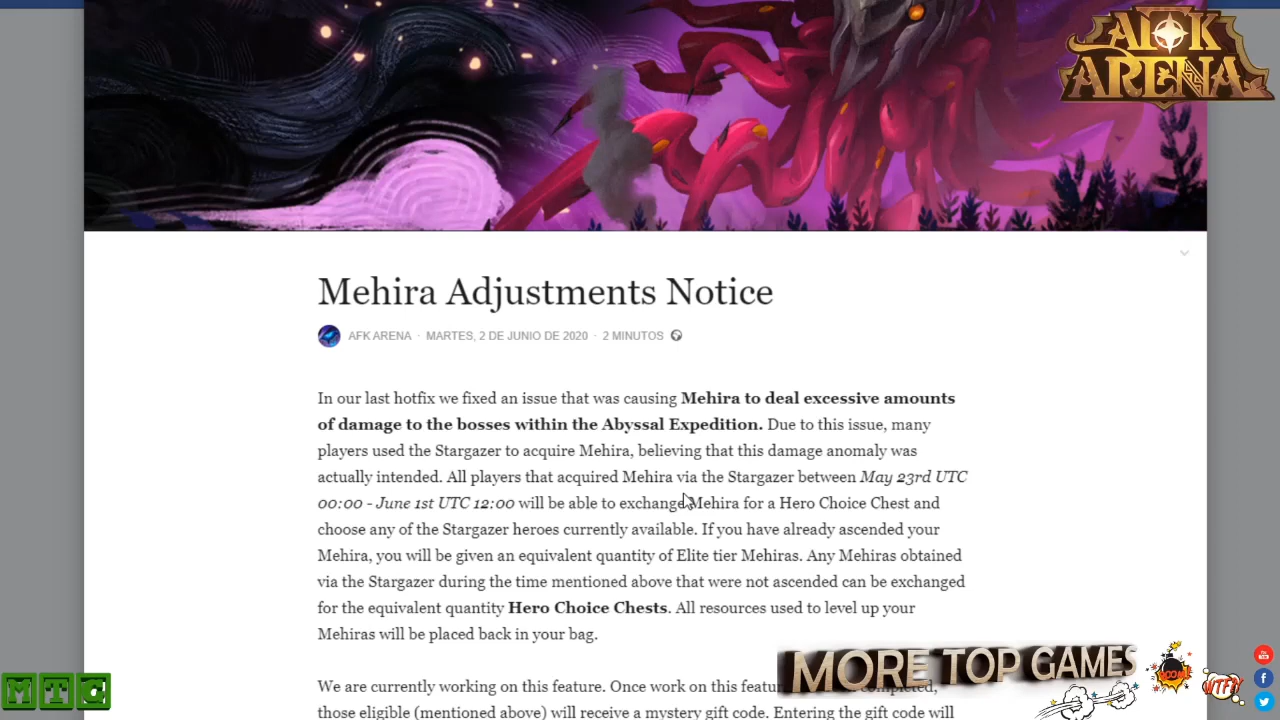 AFK
ARENA
Mehira Adjustments Notice
AFK ARENA · MARTES, 2 DE JUNIO DE 2020 · 2 MINUTOS
In our last hotfix we fixed an issue that was causing Mehira to deal excessive amounts
of damage to the bosses within the Abyssal Expedition. Due to this issue, many
players used the Stargazer to acquire Mehira, believing that this damage anomaly was
actually intended. All players that acquired Mehira via the Stargazer between May 23rd UTC
00:00 - June 1st UTC 12:00 will be able to exchange Mehira for a Hero Choice Chest and
choose any of the Stargazer heroes currently available. If you have already ascended your
Mehira, you will be given an equivalent quantity of Elite tier Mehiras. Any Mehiras obtained
via the Stargazer during the time mentioned above that were not ascended can be exchanged
for the equivalent quantity Hero Choice Chests. All resources used to level up your
Mehiras will be placed back in your bag.
MORE TOP GAMES
BOOM!
WTF?!
MTC
We are currently working on this feature. Once work on this
those eligible (mentioned above) will receive a mystery gift code. Entering the gift code will